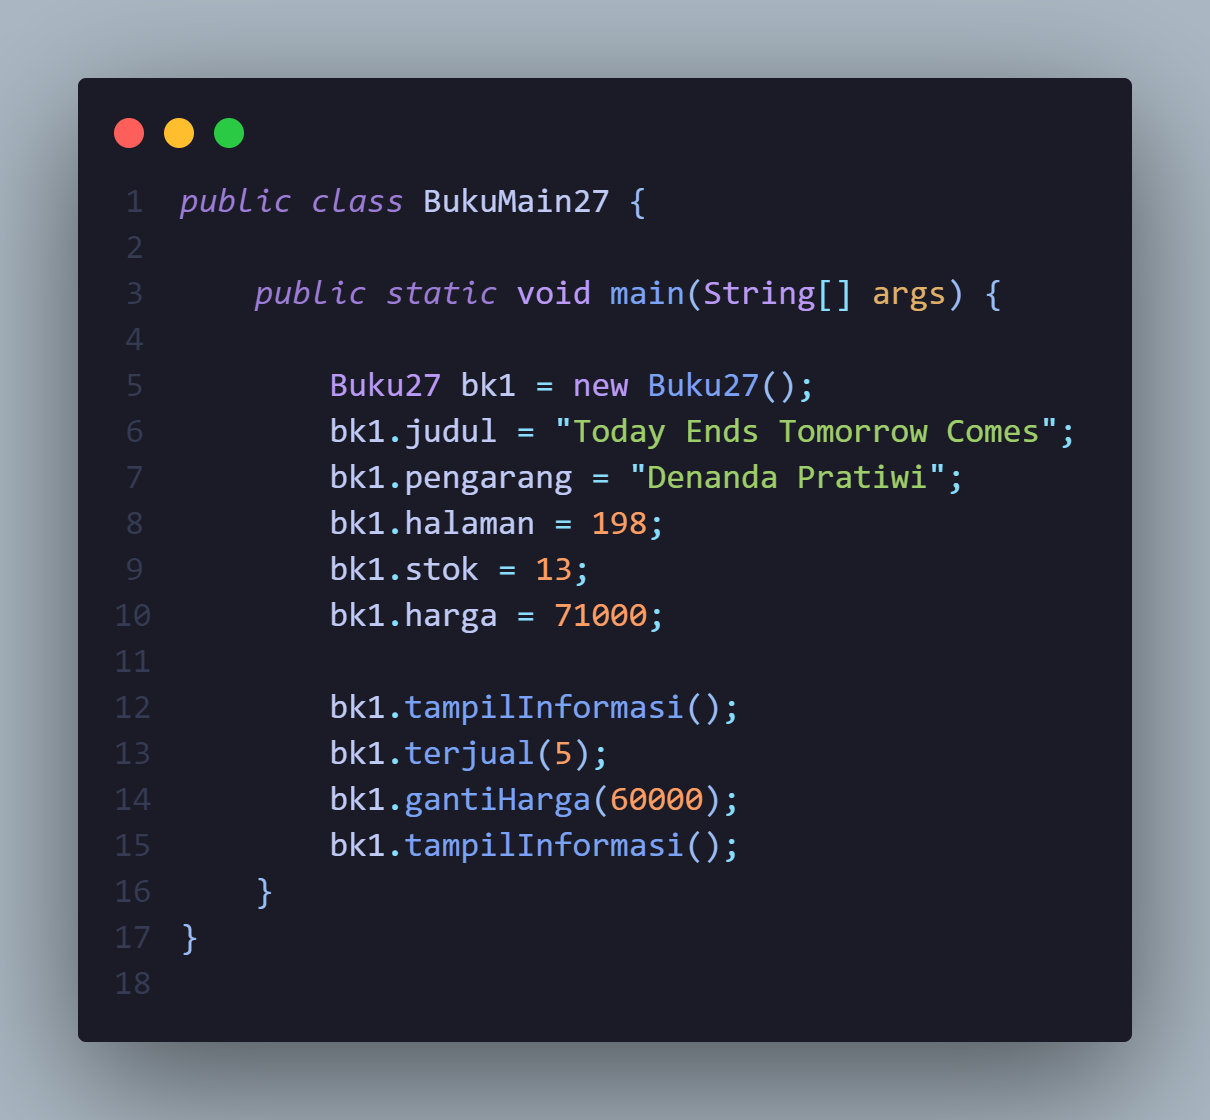 1 public class BukuMain27 {
2
3     public static void main(String[] args) {
4
5         Buku27 bk1 = new Buku27();
6         bk1.judul = "Today Ends Tomorrow Comes";
7         bk1.pengarang = "Denanda Pratiwi";
8         bk1.halaman = 198;
9         bk1.stok = 13;
10         bk1.harga = 71000;
11
12         bk1.tampilInformasi();
13         bk1.terjual(5);
14         bk1.gantiHarga(60000);
15         bk1.tampilInformasi();
16     }
17 }
18